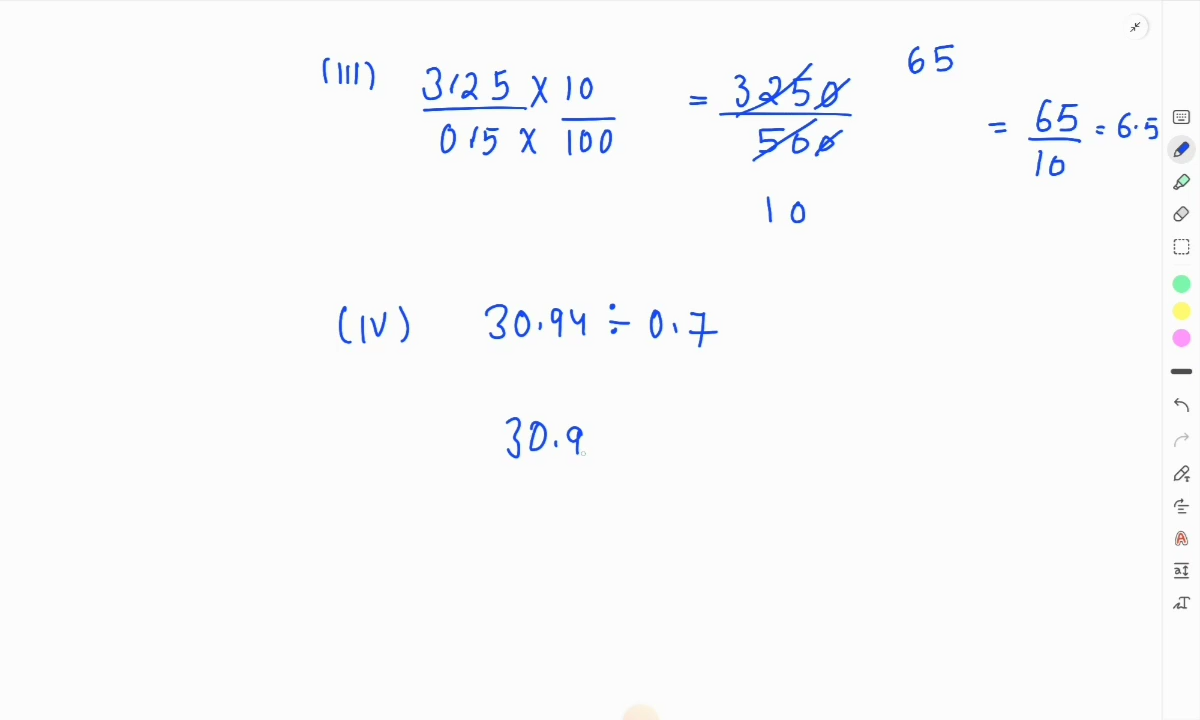 65
(III) 3,25 × 10 = 3250 = 65 = 6.5
0,5 × 100 500 10
10
(IV) 30.94 ÷ 0.7
30.9